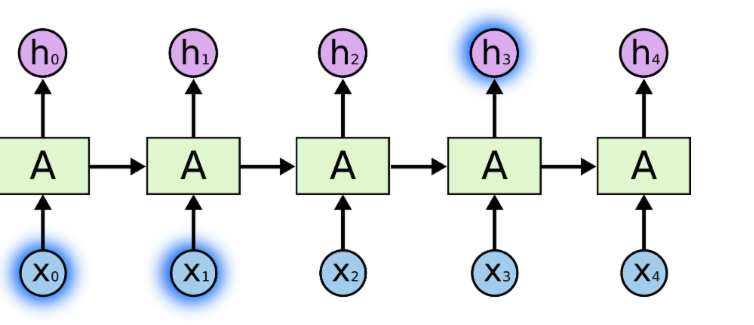 h₀ h₁ h₂ h₃ h₄
A A A A A
x₀ x₁ x₂ x₃ x₄